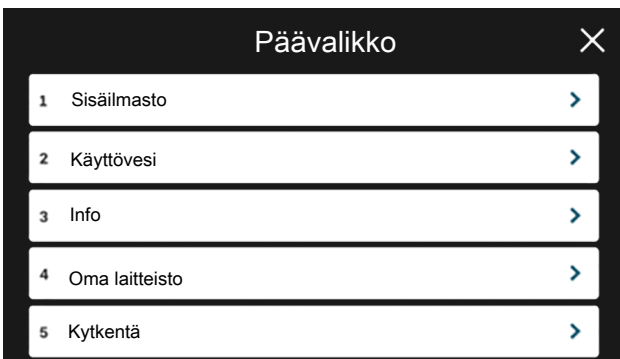 Päävalikko
1 Sisäilmasto
2 Käyttövesi
3 Info
4 Oma laitteisto
5 Kytkentä